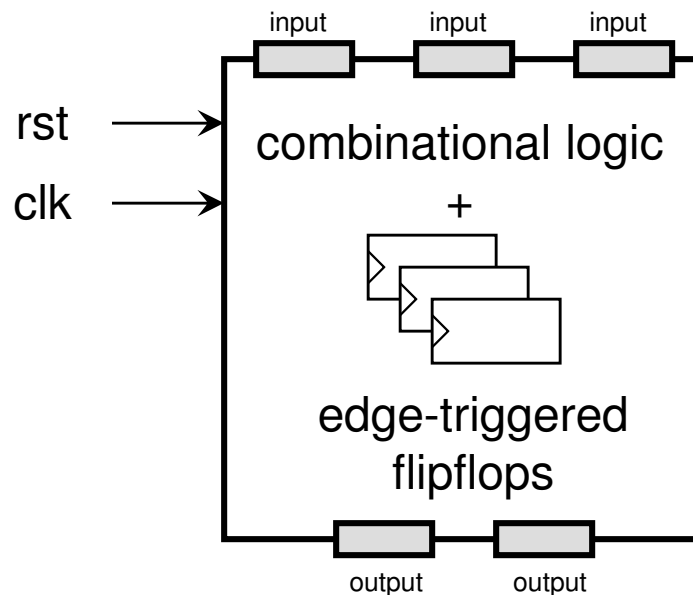 input input input
rst
combinational logic
clk
+
edge-triggered
flipflops
output output